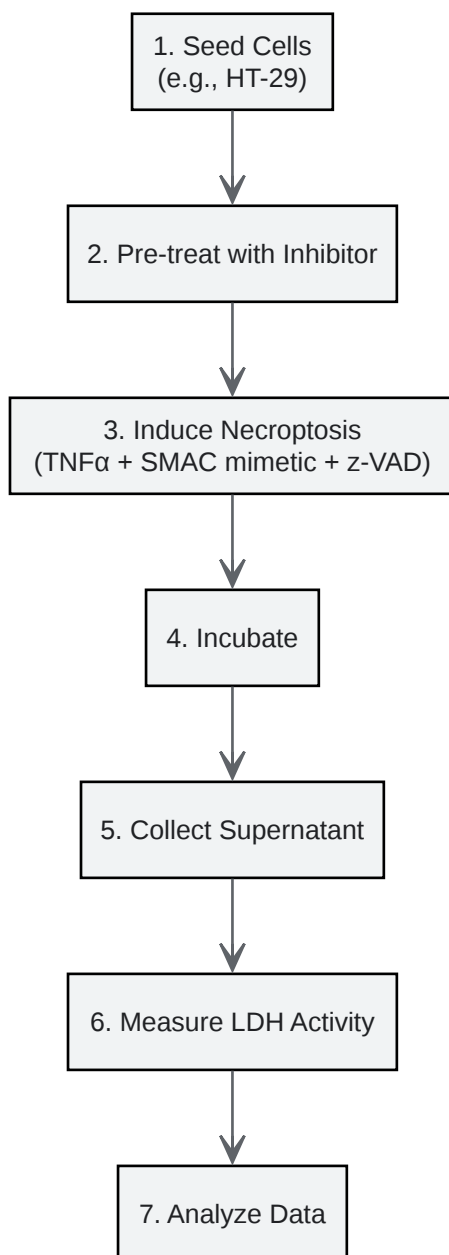 1. Seed Cells
(e.g., HT-29)
2. Pre-treat with Inhibitor
3. Induce Necroptosis
(TNFα + SMAC mimetic + z-VAD)
4. Incubate
5. Collect Supernatant
6. Measure LDH Activity
7. Analyze Data